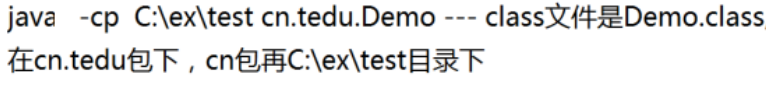 java -cp C:\ex\test cn.tedu.Demo --- class文件是Demo.class,
在cn.tedu包下，cn包再C:\ex\test目录下